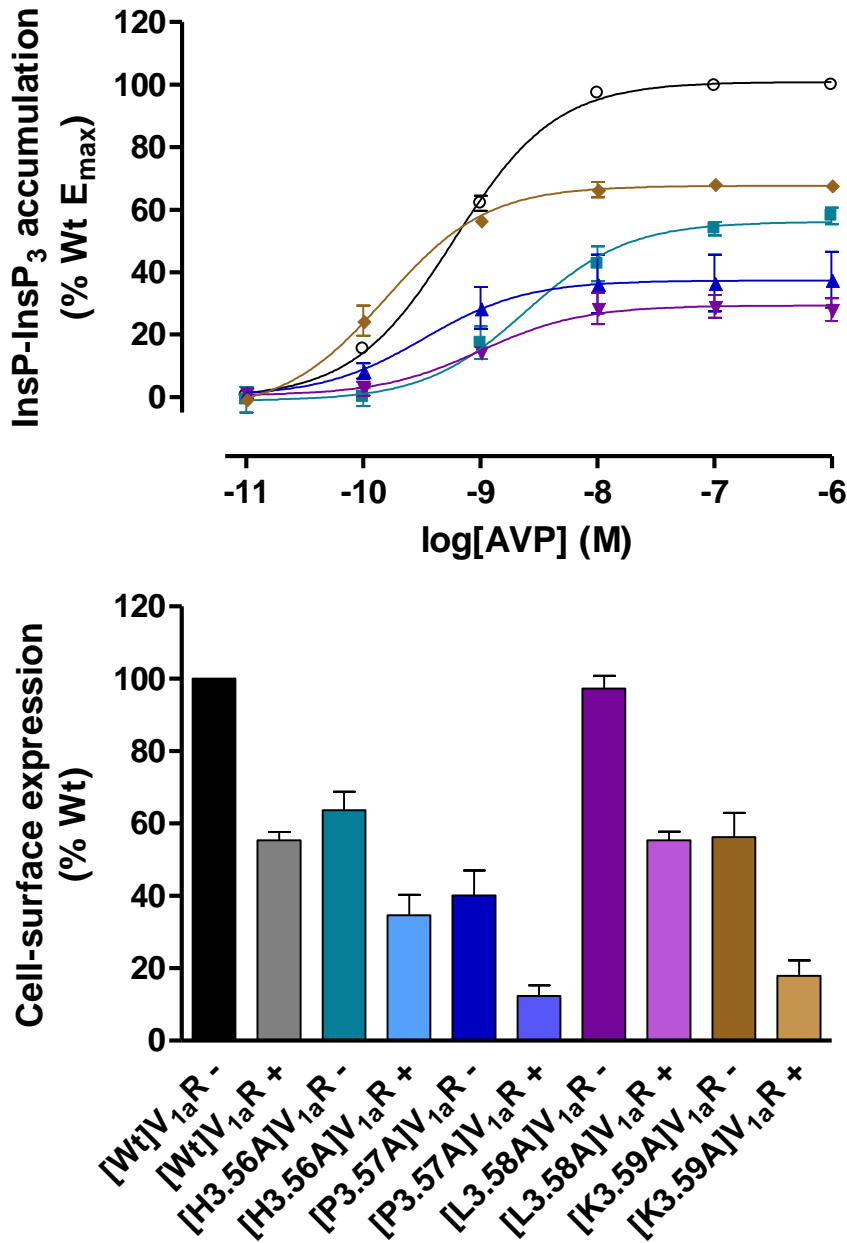 InsP-InsP₃ accumulation
(% Wt Eₘₐₓ)
120
100
80
60
40
20
0
-11 -10 -9 -8 -7 -6
log[AVP] (M)
Cell-surface expression
(% Wt)
120
100
80
60
40
20
0
[Wt]V₁ₐR -
[Wt]V₁ₐR +
[H3.56A]V₁ₐR -
[H3.56A]V₁ₐR +
[P3.57A]V₁ₐR -
[P3.57A]V₁ₐR +
[L3.58A]V₁ₐR -
[L3.58A]V₁ₐR +
[K3.59A]V₁ₐR -
[K3.59A]V₁ₐR +